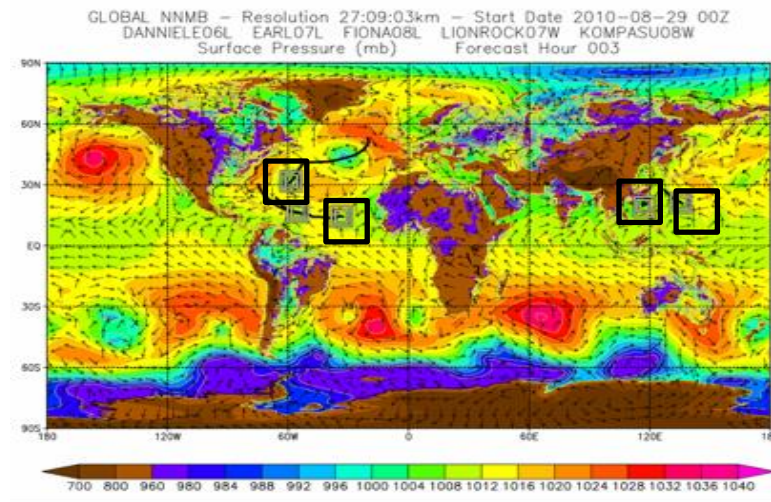 GLOBAL NNMB – Resolution 27:09:03km – Start Date 2010–08–29 00Z
DANNIELE06L EARL07L FIONA08L LIONROCK07W KOMPASU08W
Surface Pressure (mb) Forecast Hour 003
90N
60N
30N
EQ
30S
60S
90S
180 120W 60W 0 60E 120E 180
700 800 960 980 984 988 992 996 1000 1004 1008 1012 1016 1020 1024 1028 1032 1036 1040